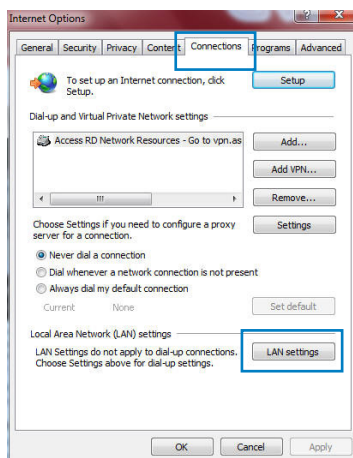 Internet Options
General Security Privacy Content Connections Programs Advanced
To set up an Internet connection, click
Setup.
Setup
Dial-up and Virtual Private Network settings
Access RD Network Resources - Go to vpn.as
Add...
Add VPN...
Remove...
Choose Settings if you need to configure a proxy
server for a connection.
Settings
Never dial a connection
Dial whenever a network connection is not present
Always dial my default connection
Current None
Set default
Local Area Network (LAN) settings
LAN Settings do not apply to dial-up connections.
Choose Settings above for dial-up settings.
LAN settings
OK Cancel Apply